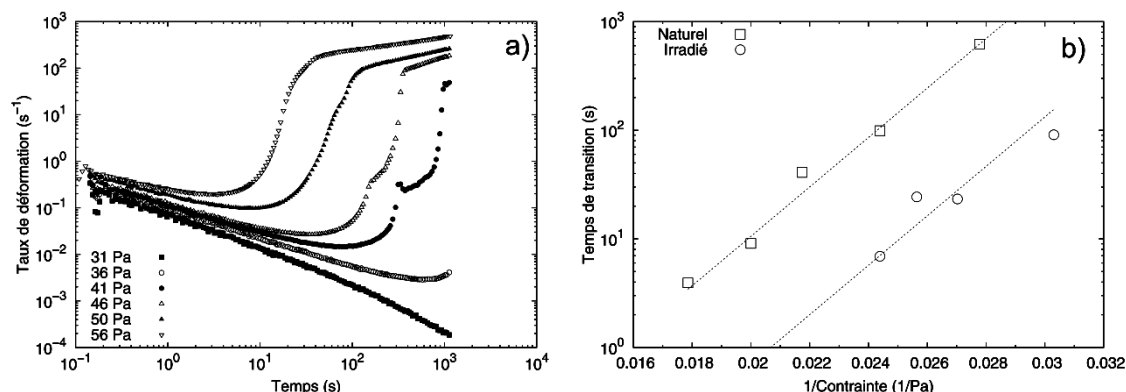 a)
Taux de déformation (s⁻¹)
10³
10²
10¹
10⁰
10⁻¹
10⁻²
10⁻³
10⁻⁴
31 Pa
36 Pa
41 Pa
46 Pa
50 Pa
56 Pa
10⁻¹ 10⁰ 10¹ 10² 10³ 10⁴
Temps (s)
b)
Temps de transition (s)
10³
10²
10¹
10⁰
Naturel
Irradié
0.016 0.018 0.02 0.022 0.024 0.026 0.028 0.03 0.032
1/Contrainte (1/Pa)